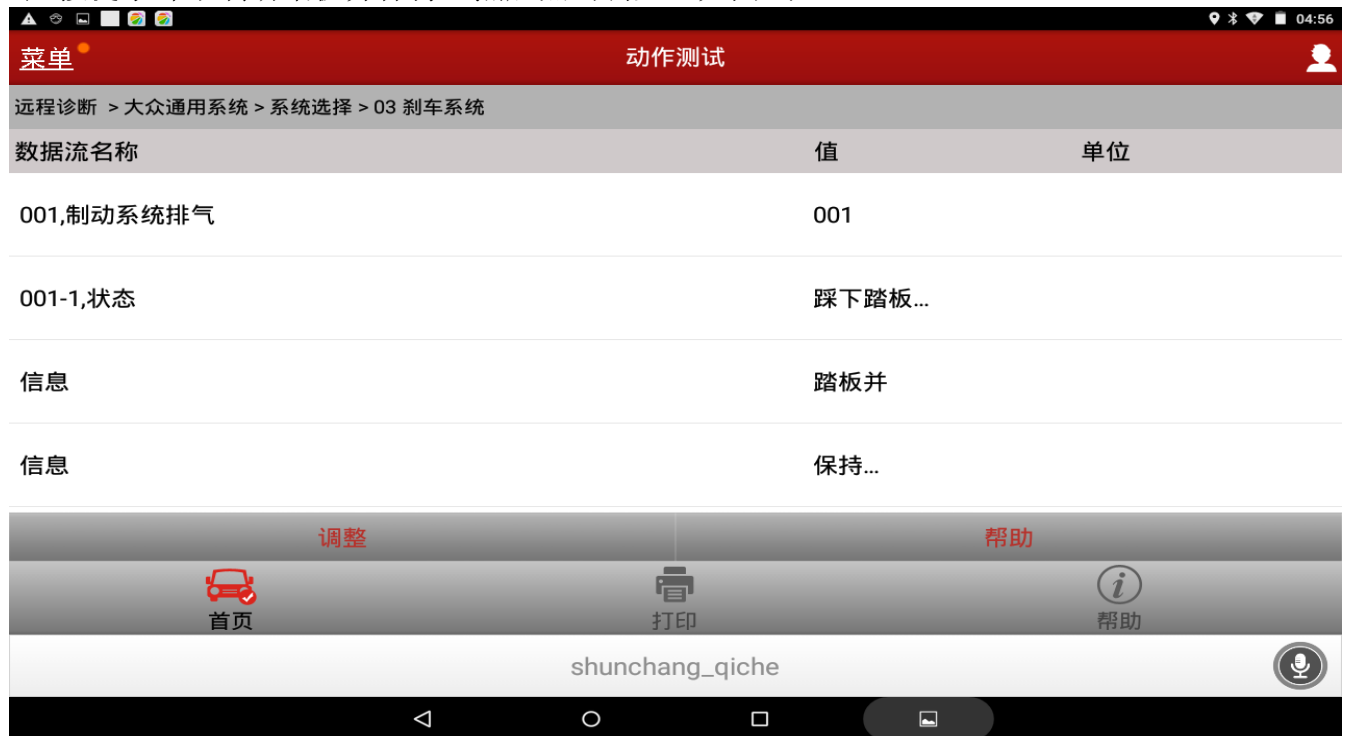 04:56
菜单
动作测试
远程诊断 > 大众通用系统 > 系统选择 > 03 刹车系统
数据流名称 值 单位
001,制动系统排气 001
001-1,状态 踩下踏板...
信息 踏板并
信息 保持...
调整 帮助
首页 打印 帮助
shunchang_qiche